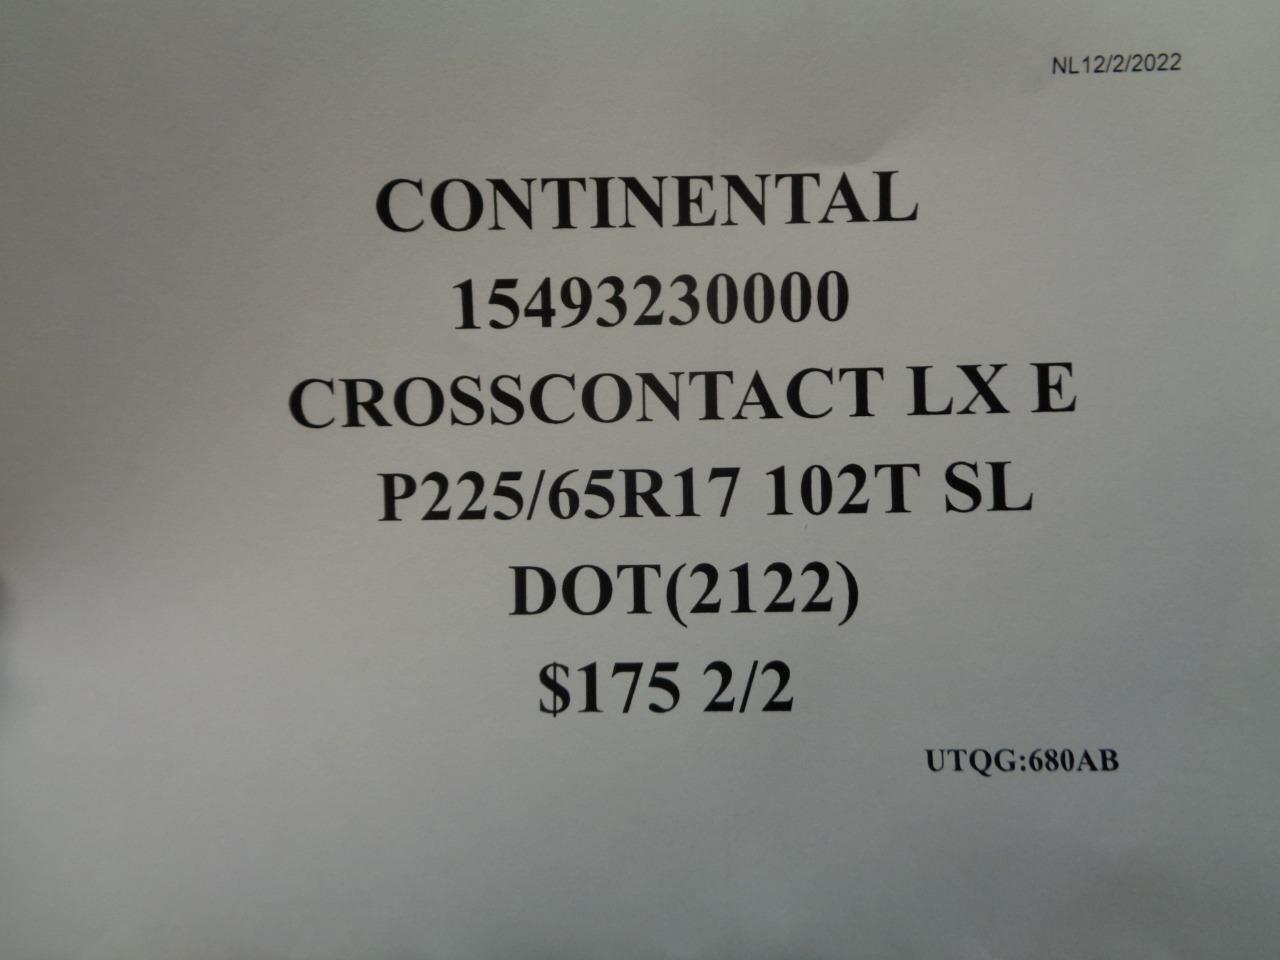 NL12/2/2022
CONTINENTAL
15493230000
CROSSCONTACT LX E
P225/65R17 102T SL
DOT(2122)
$175 2/2
UTQG:680AB